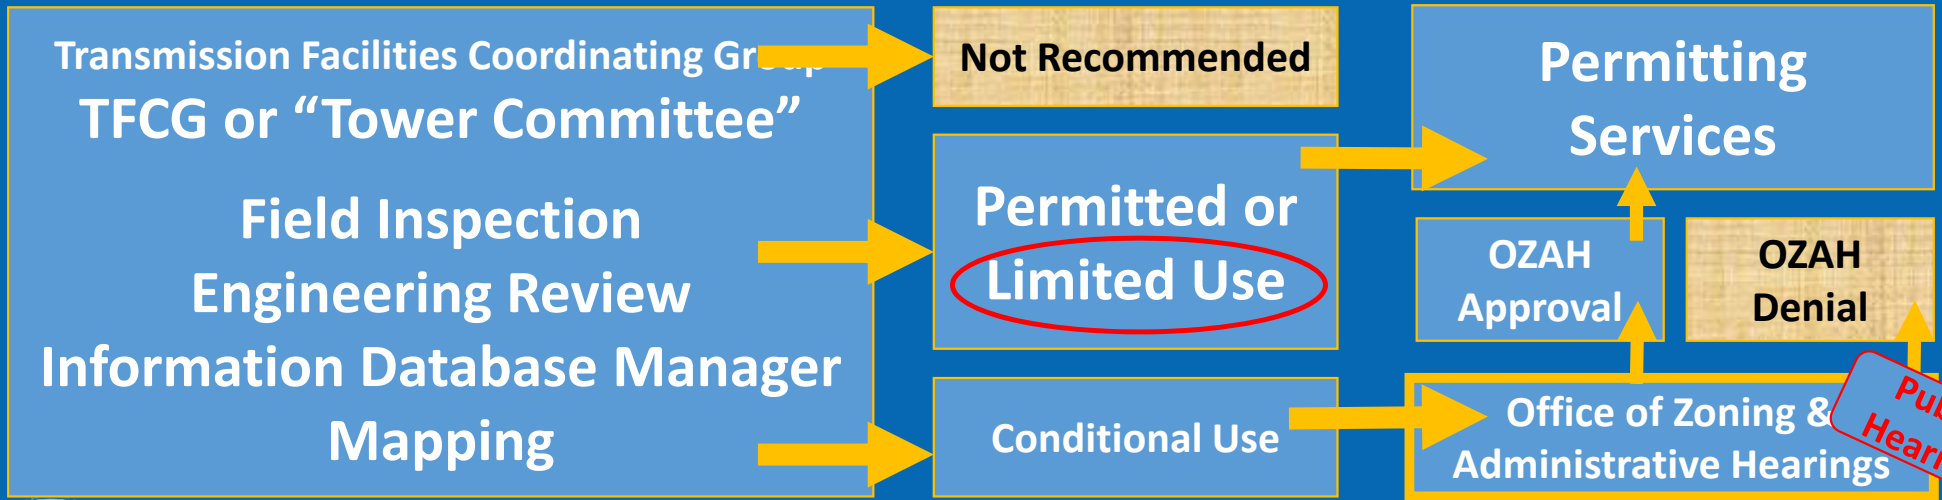 Transmission Facilities Coordinating Group
TFCG or “Tower Committee”
Field Inspection
Engineering Review
Information Database Manager
Mapping
Not Recommended
Permitted or
Limited Use
Conditional Use
Permitting
Services
OZAH
Approval
OZAH
Denial
Office of Zoning &
Administrative Hearings